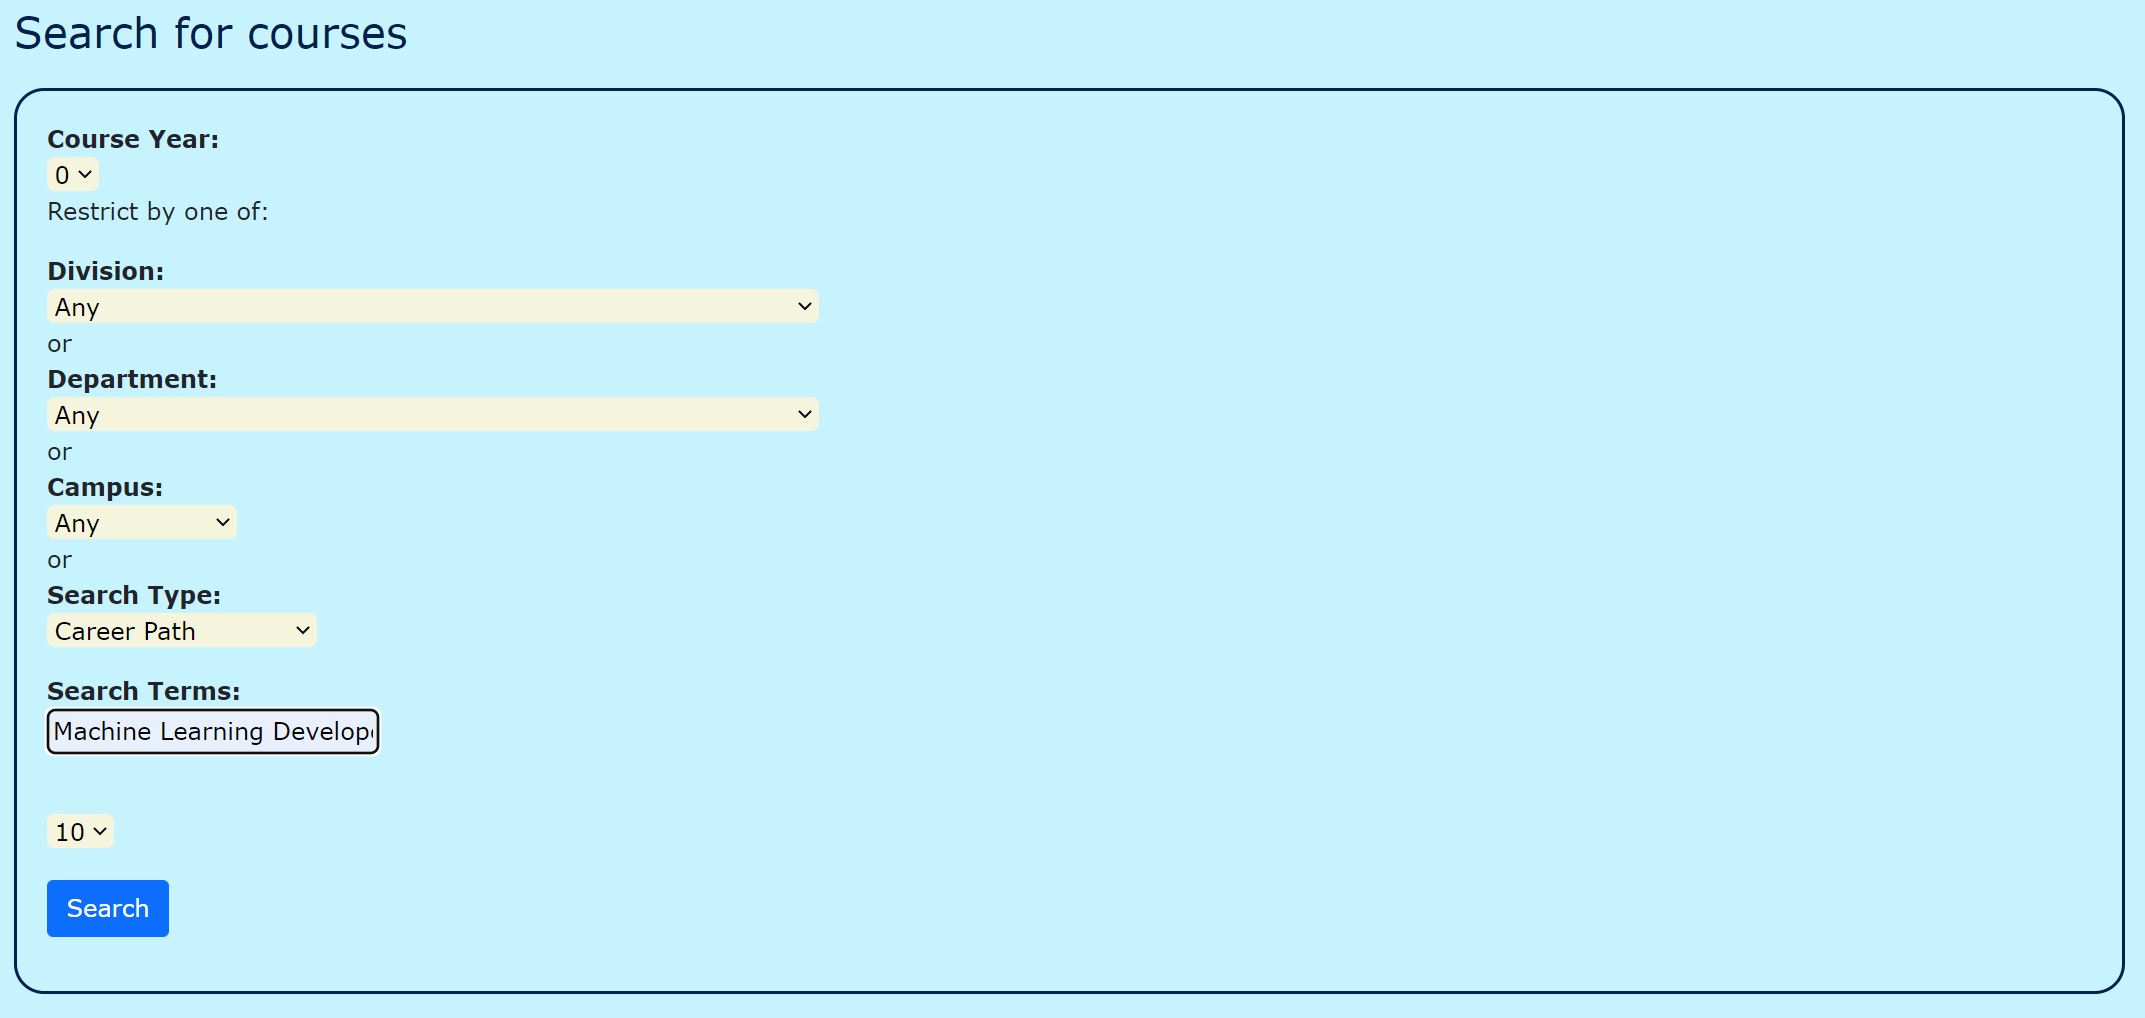 Search for courses
Course Year:
0
Restrict by one of:
Division:
Any
or
Department:
Any
or
Campus:
Any
or
Search Type:
Career Path
Search Terms:
Machine Learning Develop
10
Search